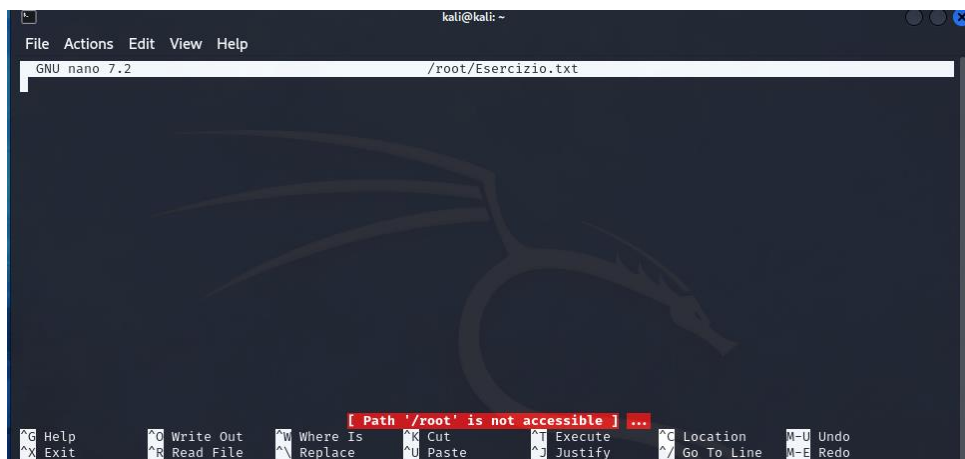 kali@kali: ~
File Actions Edit View Help
GNU nano 7.2 /root/Esercizio.txt
[ Path '/root' is not accessible ] ...
^G Help ^O Write Out ^W Where Is ^K Cut ^T Execute ^C Location M-U Undo
^X Exit ^R Read File ^\ Replace ^U Paste ^J Justify ^/ Go To Line M-E Redo